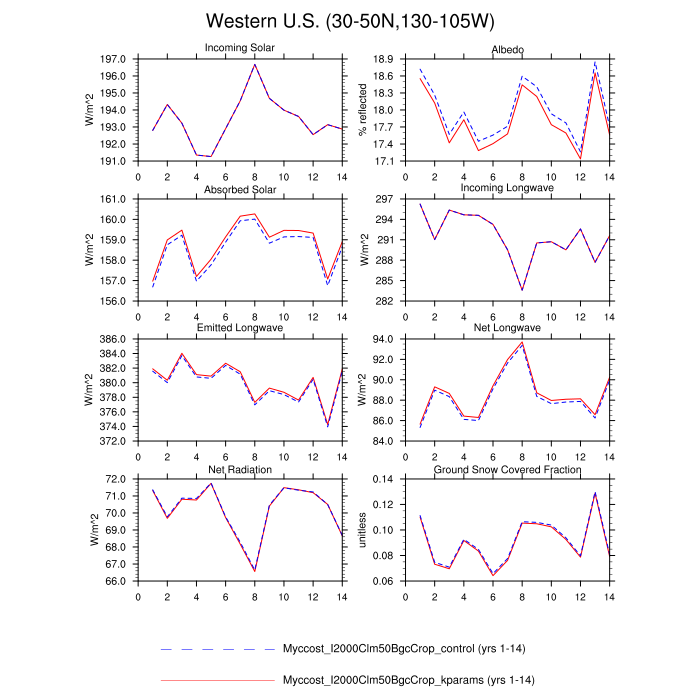 Western U.S. (30-50N,130-105W)
Incoming Solar
W/m^2
197.0
196.0
195.0
194.0
193.0
192.0
191.0
0 2 4 6 8 10 12 14
Albedo
% reflected
18.9
18.6
18.3
18.0
17.7
17.4
17.1
0 2 4 6 8 10 12 14
Absorbed Solar
W/m^2
161.0
160.0
159.0
158.0
157.0
156.0
0 2 4 6 8 10 12 14
Incoming Longwave
W/m^2
297
294
291
288
285
282
0 2 4 6 8 10 12 14
Emitted Longwave
W/m^2
386.0
384.0
382.0
380.0
378.0
376.0
374.0
372.0
0 2 4 6 8 10 12 14
Net Longwave
W/m^2
94.0
92.0
90.0
88.0
86.0
84.0
0 2 4 6 8 10 12 14
Net Radiation
W/m^2
72.0
71.0
70.0
69.0
68.0
67.0
66.0
0 2 4 6 8 10 12 14
Ground Snow Covered Fraction
unitless
0.14
0.12
0.10
0.08
0.06
0 2 4 6 8 10 12 14
Myccost_I2000Clm50BgcCrop_control (yrs 1-14)
Myccost_I2000Clm50BgcCrop_kparams (yrs 1-14)